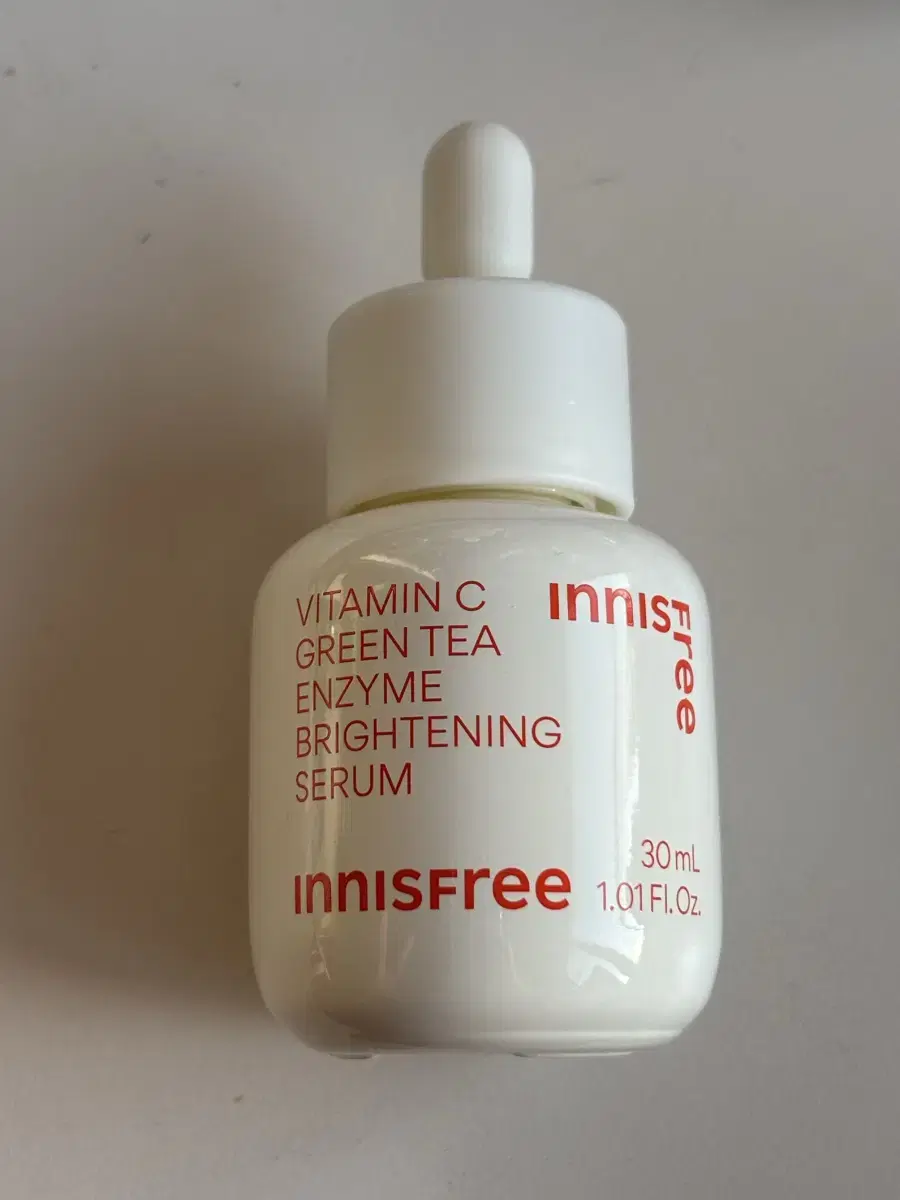 VITAMIN C
GREEN TEA
ENZYME
BRIGHTENING
SERUM
INNISFree
INNISFree
30 mL
1.01 Fl. Oz.